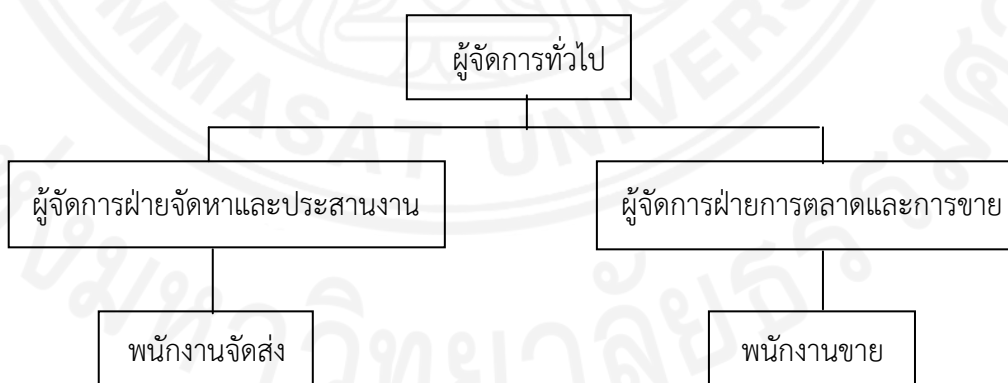 ผู้จัดการทั่วไป
ผู้จัดการฝ่ายจัดหาและประสานงาน
ผู้จัดการฝ่ายการตลาดและการขาย
พนักงานจัดส่ง
พนักงานขาย